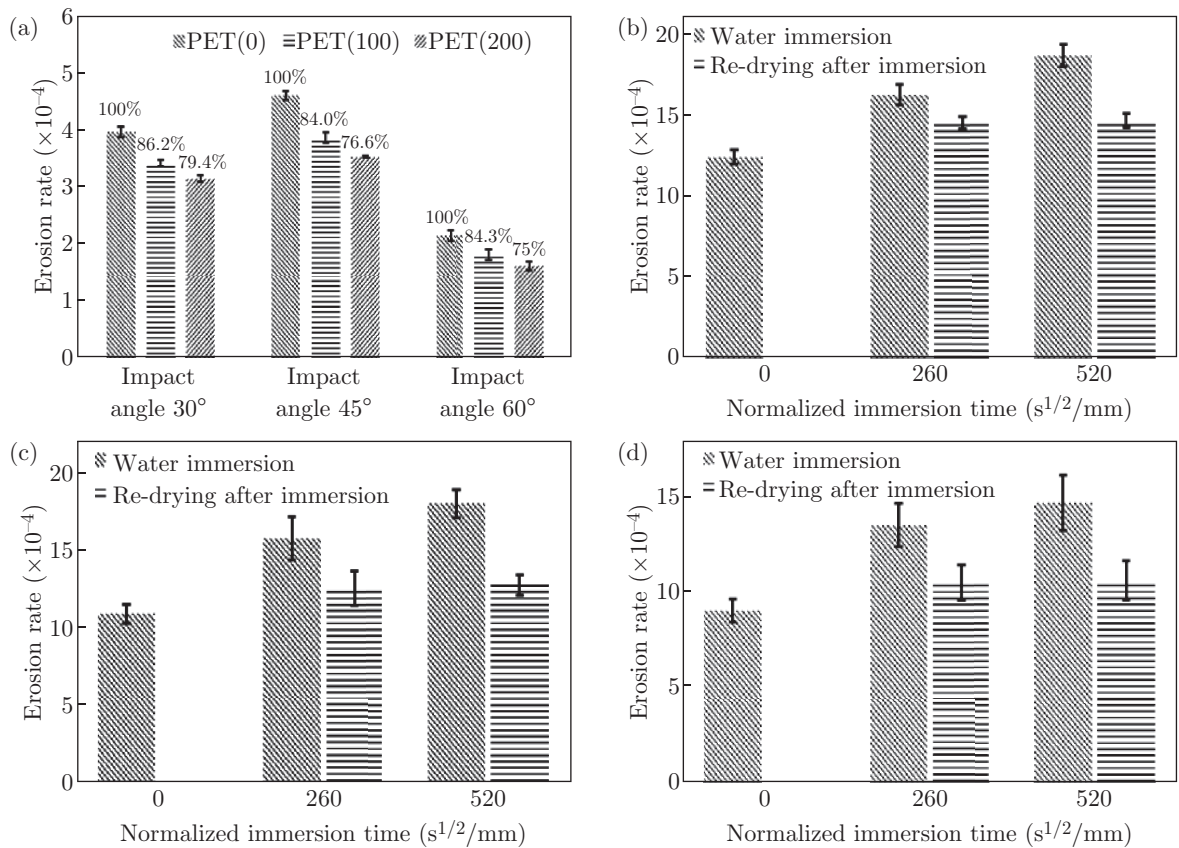 (a)
6
5
4
3
2
1
0
Erosion rate (×10⁻⁴)
PET(0) PET(100) PET(200)
100%
86.2%
79.4%
100%
84.0%
76.6%
100%
84.3%
75%
Impact
angle 30°
Impact
angle 45°
Impact
angle 60°
(b)
20
15
10
5
0
Erosion rate (×10⁻⁴)
Water immersion
Re-drying after immersion
0 260 520
Normalized immersion time (s¹/²/mm)
(c)
20
15
10
5
0
Erosion rate (×10⁻⁴)
Water immersion
Re-drying after immersion
0 260 520
Normalized immersion time (s¹/²/mm)
(d)
15
10
5
0
Erosion rate (×10⁻⁴)
Water immersion
Re-drying after immersion
0 260 520
Normalized immersion time (s¹/²/mm)